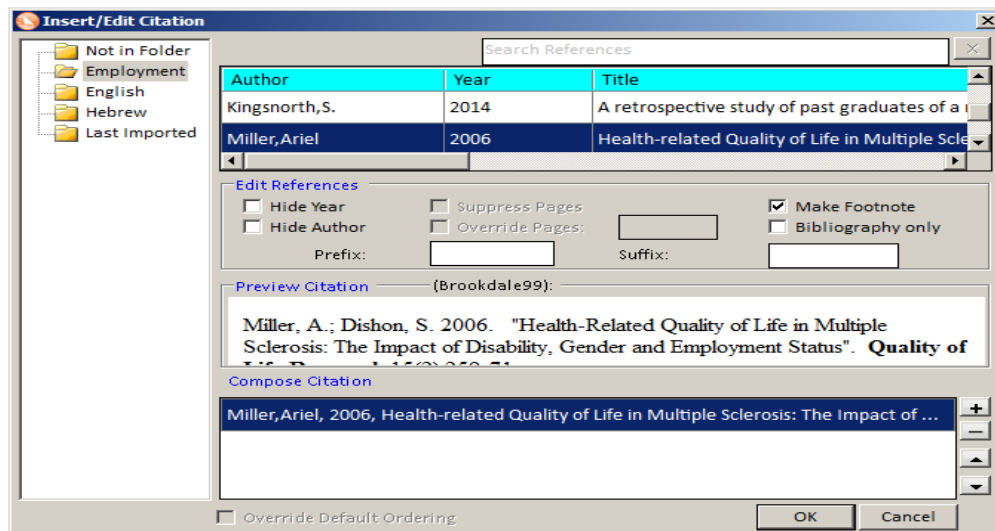 Insert/Edit Citation
Not in Folder
Employment
English
Hebrew
Last Imported
Search References
Author Year Title
Kingsnorth,S. 2014 A retrospective study of past graduates of a
Miller,Ariel 2006 Health-related Quality of Life in Multiple Scle
Edit References
Hide Year Suppress Pages Make Footnote
Hide Author Override Pages: Bibliography only
Prefix: Suffix:
Preview Citation (Brookdale99):
Miller, A.; Dishon, S. 2006. "Health-Related Quality of Life in Multiple
Sclerosis: The Impact of Disability, Gender and Employment Status". Quality of
Compose Citation
Miller,Ariel, 2006, Health-related Quality of Life in Multiple Sclerosis: The Impact of ...
Override Default Ordering OK Cancel